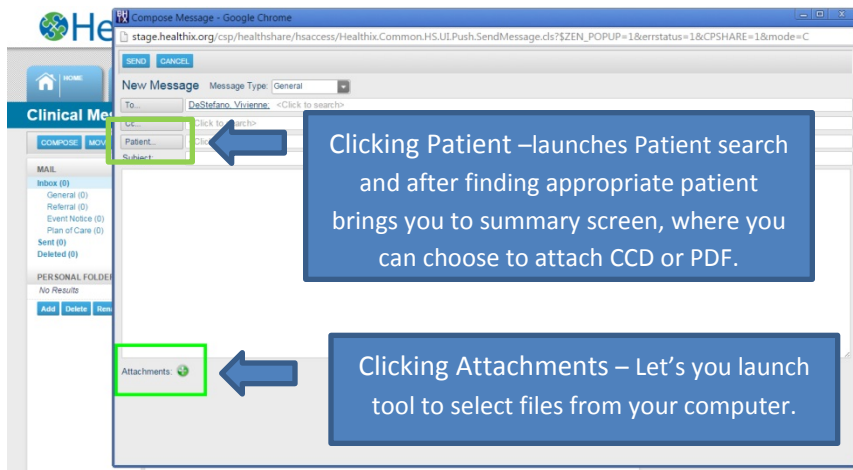 Compose Message - Google Chrome
He
stage.healthix.org/csp/healthshare/hsaccess/Healthix.Common.HS.UI.Push.SendMessage.cls?$ZEN_POPUP=1&errstatus=1&CPSHARE=1&mode=C
SEND CANCEL
HOME
New Message Message Type: General
To... DeStefano, Vivienne; <Click to search>
Clinical Me
Cc... <Click to search>
COMPOSE MOV
Patient... <Clic
Subject:
Clicking Patient –launches Patient search
and after finding appropriate patient
brings you to summary screen, where you
can choose to attach CCD or PDF.
MAIL
Inbox (0)
General (0)
Referral (0)
Event Notice (0)
Plan of Care (0)
Sent (0)
Deleted (0)
PERSONAL FOLDER
No Results
Add Delete Ren
Attachments:
Clicking Attachments – Let’s you launch
tool to select files from your computer.